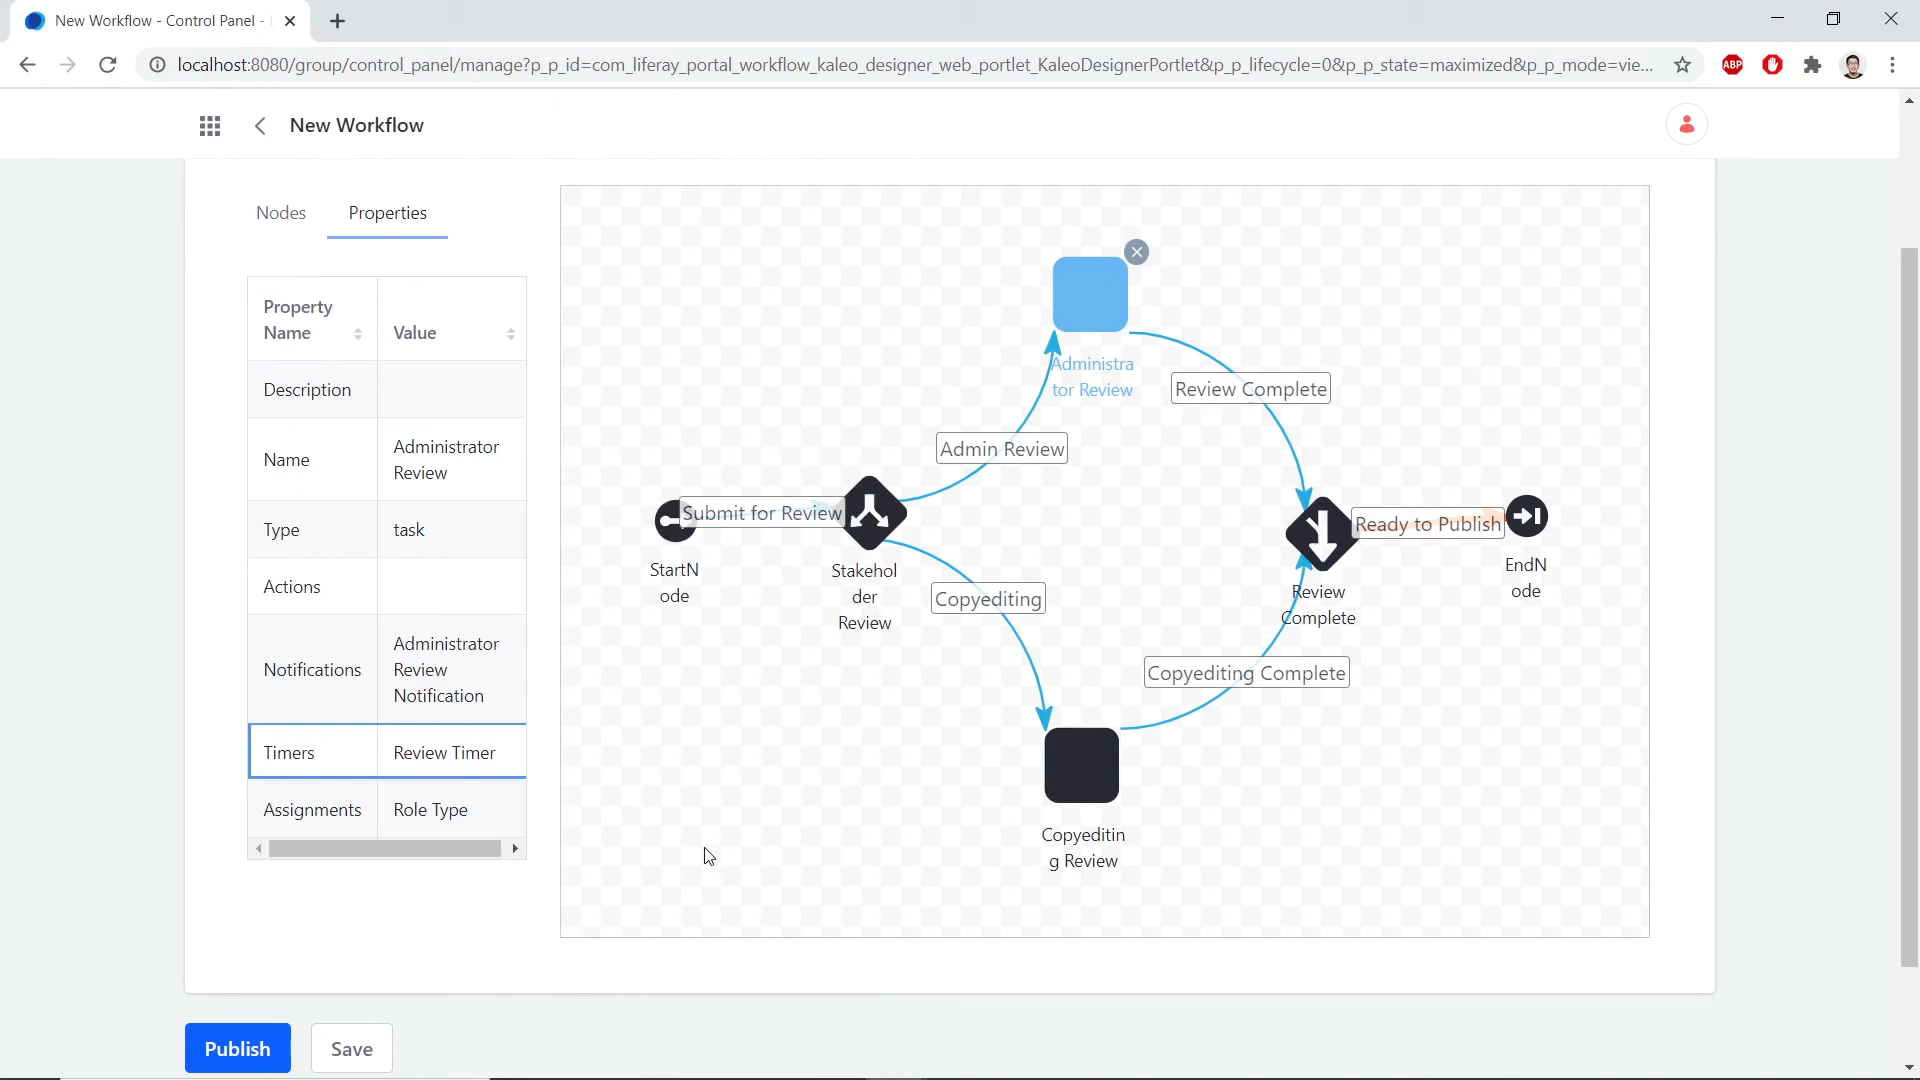 New Workflow - Control Panel -
localhost:8080/group/control_panel/manage?p_p_id=com_liferay_portal_workflow_kaleo_designer_web_portlet_KaleoDesignerPortlet&p_p_lifecycle=0&p_p_state=maximized&p_p_mode=vie...
ABP
New Workflow
Nodes
Properties
Property
Name
Value
Description
Name
Administrator
Review
Type
task
Actions
Notifications
Administrator
Review
Notification
Timers
Review Timer
Assignments
Role Type
Administra
tor Review
Review Complete
Admin Review
Submit for Review
StartN
ode
Stakehol
der
Review
Copyediting
Ready to Publish
Review
Complete
EndN
ode
Copyediting Complete
Copyeditin
g Review
Publish
Save